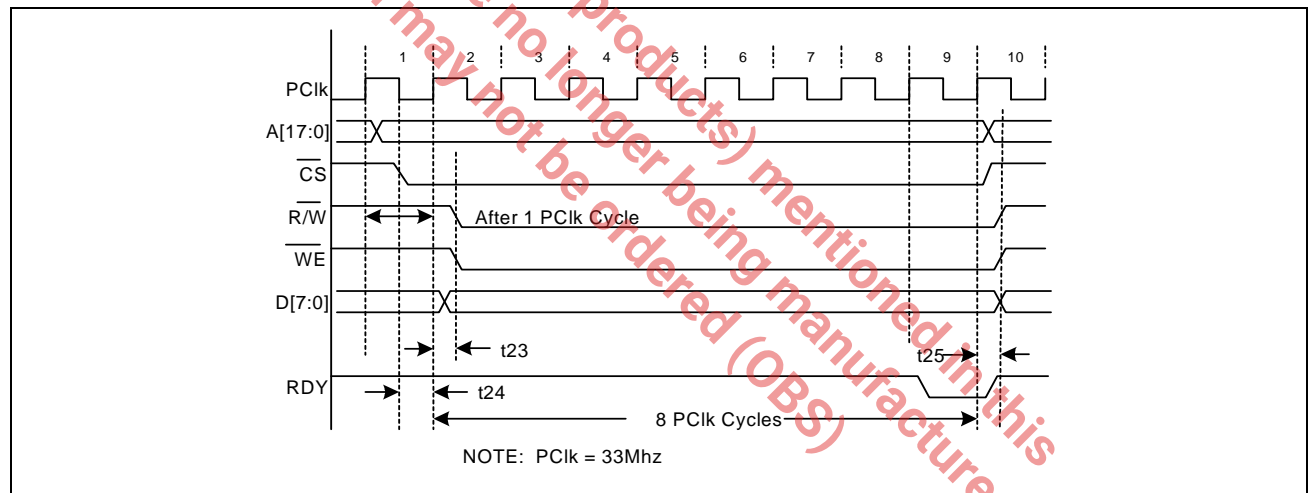 e no longer being manufacture
products) mentioned in this
may not be ordered (OBS)
1 2 3 4 5 6 7 8 9 10
PClk
A[17:0]
CS
R/W After 1 PClk Cycle
WE
D[7:0]
t23 t25
RDY
t24
8 PClk Cycles
NOTE: PClk = 33Mhz